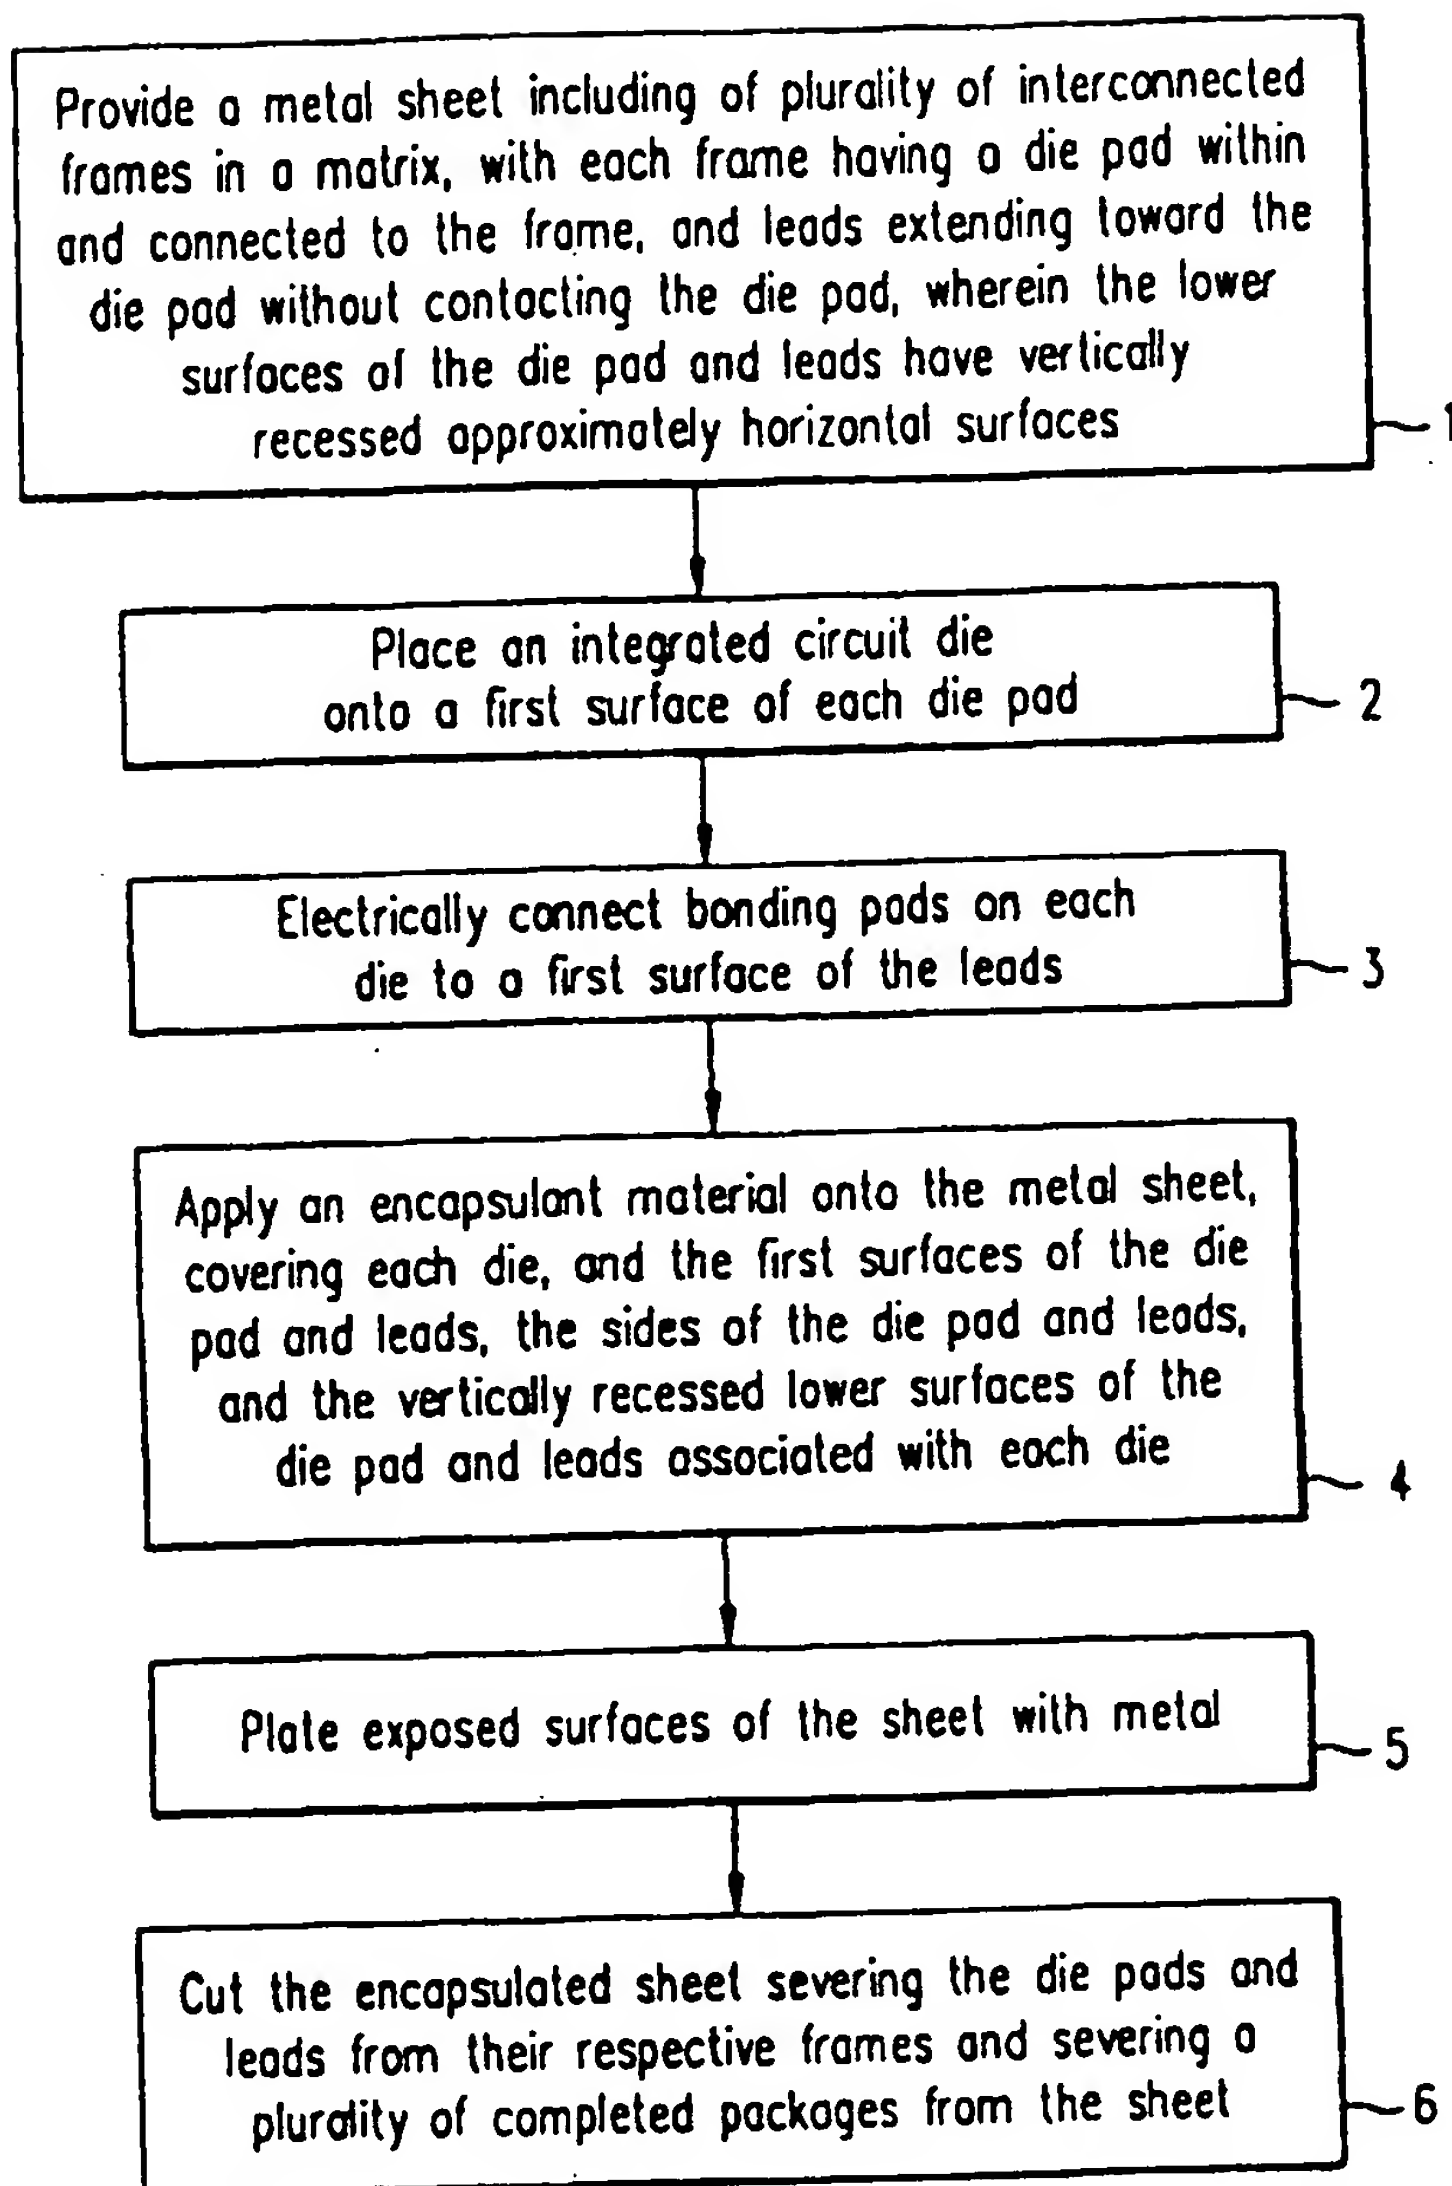 Provide a metal sheet including of plurality of interconnected
frames in a matrix, with each frame having a die pad within
and connected to the frame, and leads extending toward the
die pad without contacting the die pad, wherein the lower
surfaces of the die pad and leads have vertically
recessed approximately horizontal surfaces
1
Place an integrated circuit die
onto a first surface of each die pad
2
Electrically connect bonding pads on each
die to a first surface of the leads
3
Apply an encapsulant material onto the metal sheet,
covering each die, and the first surfaces of the die
pad and leads, the sides of the die pad and leads,
and the vertically recessed lower surfaces of the
die pad and leads associated with each die
4
Plate exposed surfaces of the sheet with metal
5
Cut the encapsulated sheet severing the die pads and
leads from their respective frames and severing a
plurality of completed packages from the sheet
6